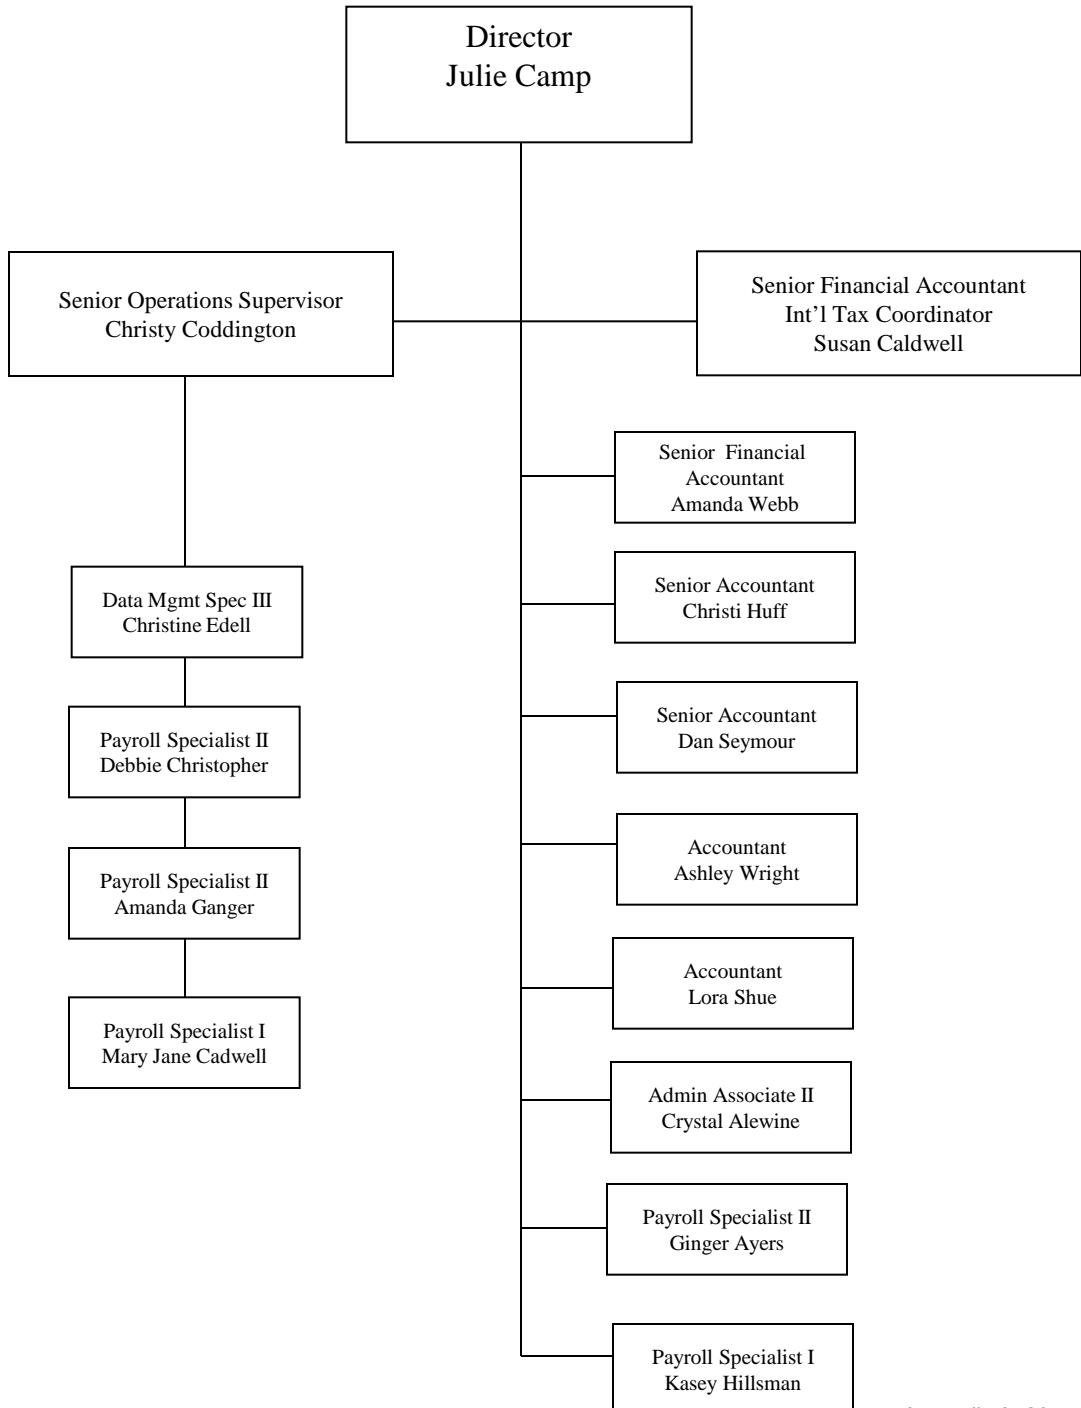 Director
Julie Camp
Senior Operations Supervisor
Christy Coddington
Senior Financial Accountant
Int’l Tax Coordinator
Susan Caldwell
Senior  Financial
Accountant
Amanda Webb
Senior Accountant
Christi Huff
Senior Accountant
Dan Seymour
Accountant
Ashley Wright
Accountant
Lora Shue
Admin Associate II
Crystal Alewine
Payroll Specialist II
Ginger Ayers
Payroll Specialist I
Kasey Hillsman
Data Mgmt Spec III
Christine Edell
Payroll Specialist II
Debbie Christopher
Payroll Specialist II
Amanda Ganger
Payroll Specialist I
Mary Jane Cadwell